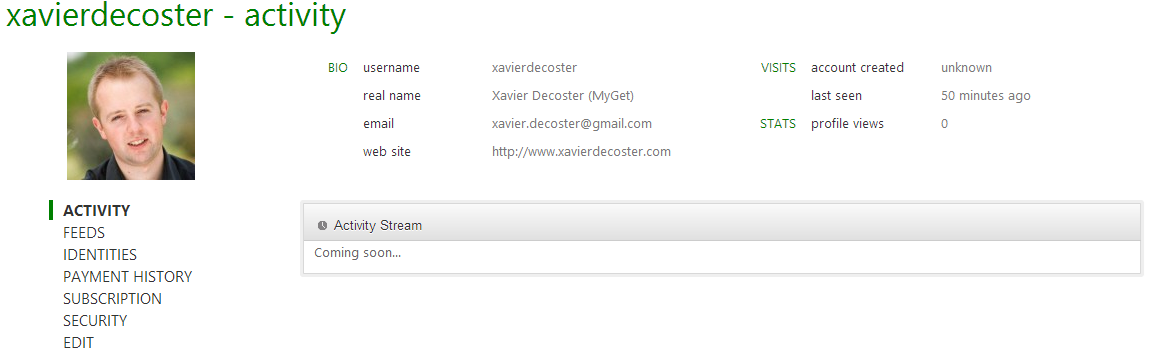 xavierdecoster - activity
BIO username xavierdecoster VISITS account created unknown
real name Xavier Decoster (MyGet) last seen 50 minutes ago
email xavier.decoster@gmail.com STATS profile views 0
web site http://www.xavierdecoster.com
ACTIVITY
FEEDS
IDENTITIES
PAYMENT HISTORY
SUBSCRIPTION
SECURITY
EDIT
Activity Stream
Coming soon...